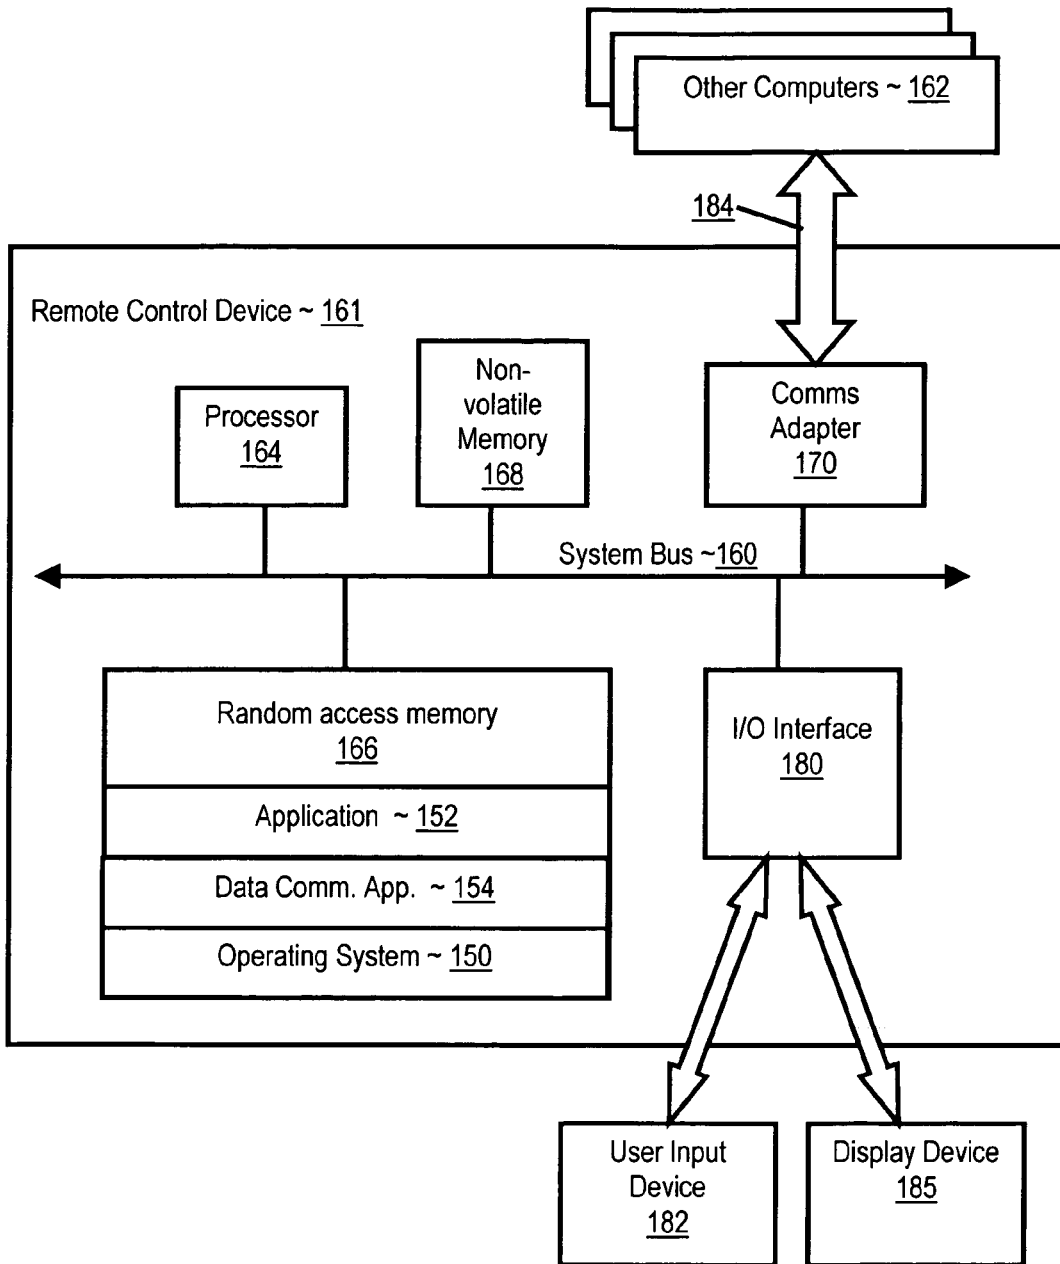 Other Computers ~ 162
184
Remote Control Device ~ 161
Processor
164
Non-
volatile
Memory
168
Comms
Adapter
170
System Bus ~160
Random access memory
166
Application ~ 152
Data Comm. App. ~ 154
Operating System ~ 150
I/O Interface
180
User Input
Device
182
Display Device
185